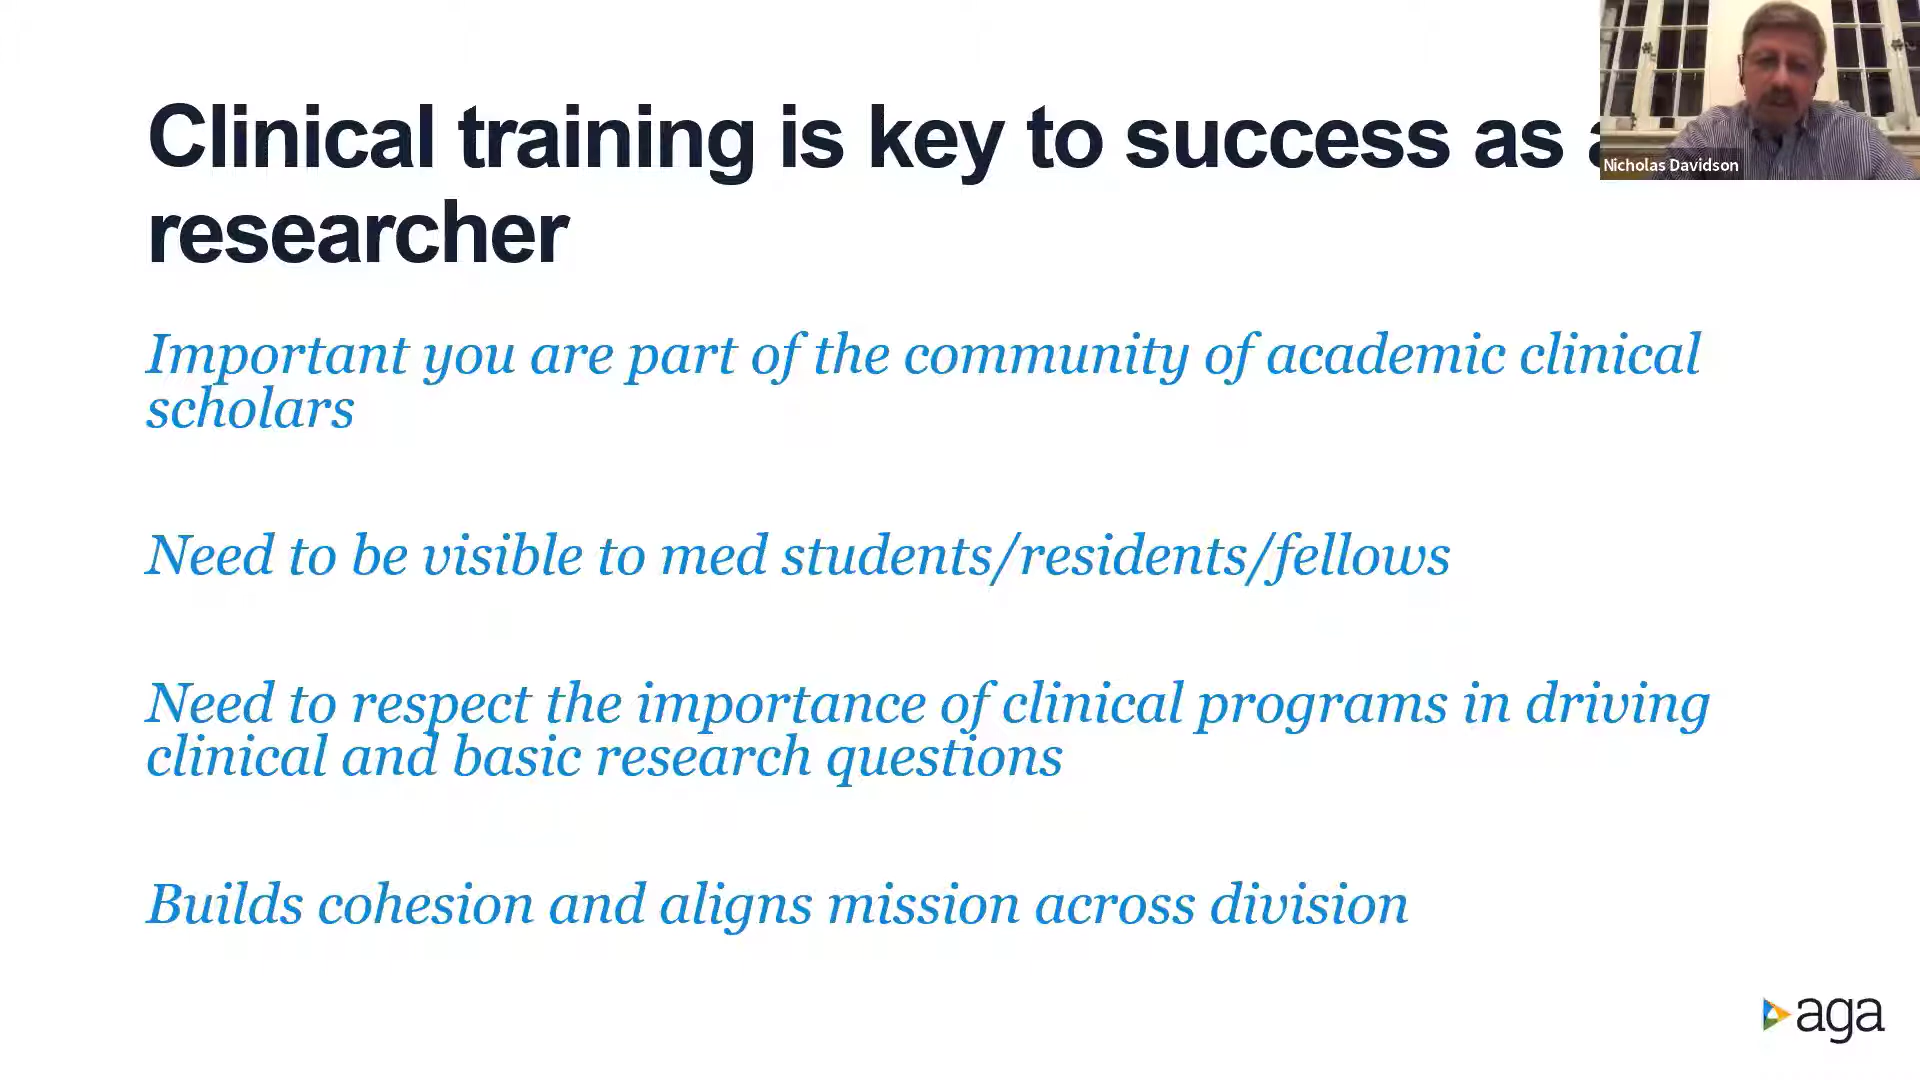 Clinical training is key to success as a
researcher
Nicholas Davidson
Important you are part of the community of academic clinical
scholars
Need to be visible to med students/residents/fellows
Need to respect the importance of clinical programs in driving
clinical and basic research questions
Builds cohesion and aligns mission across division
aga